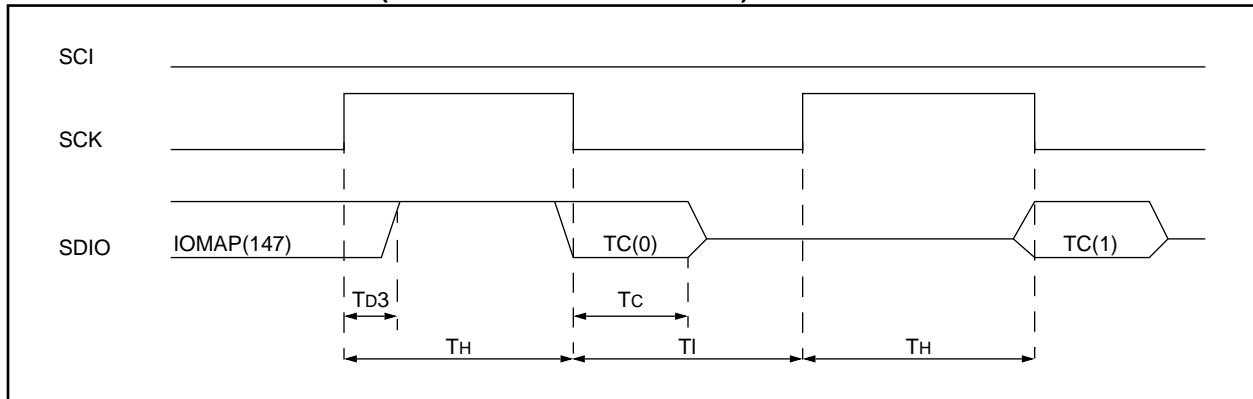 SCI
SCK
SDIO
IOMAP(147)
TC(0)
TC(1)
TD3
TC
TH
TI
TH